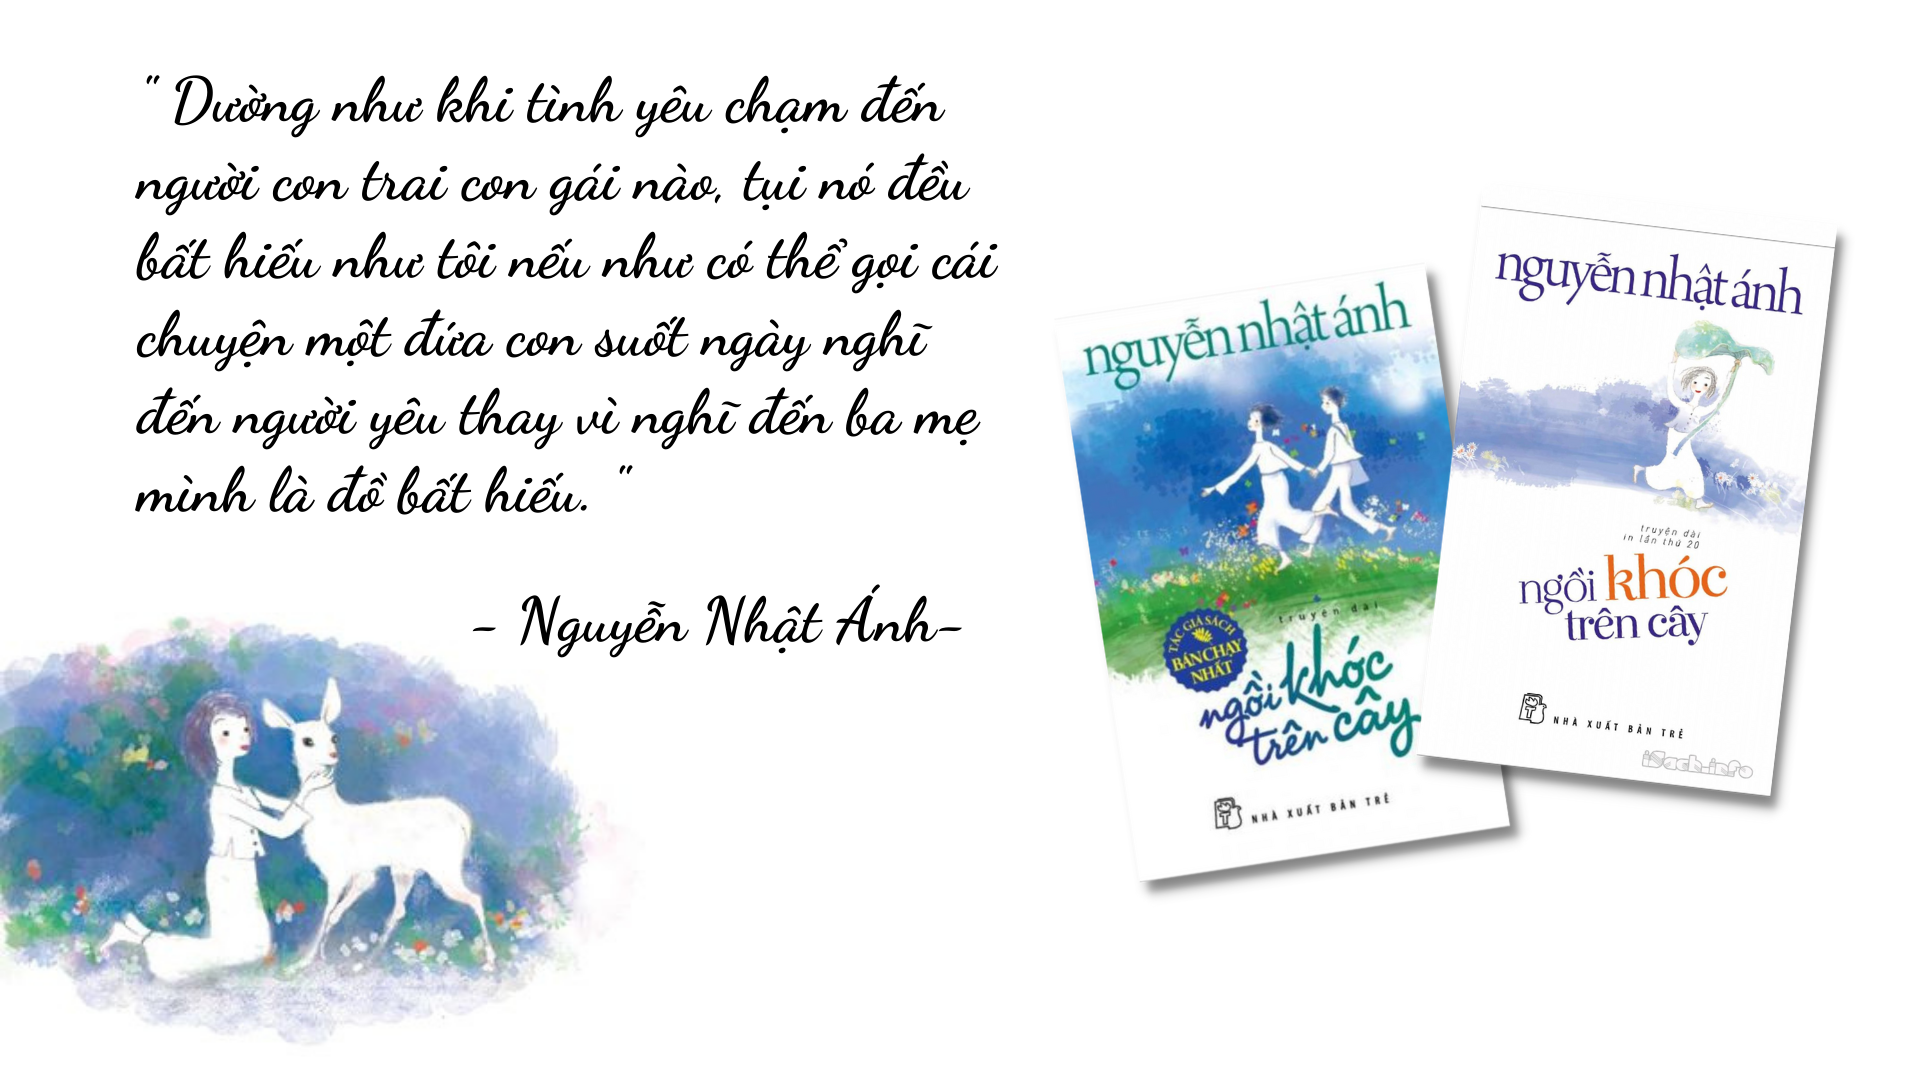 " Dường như khi tình yêu chạm đến
người con trai con gái nào, tụi nó đều
bất hiếu như tôi nếu như có thể gọi cái
chuyện một đứa con suốt ngày nghĩ
đến người yêu thay vì nghĩ đến ba mẹ
mình là đồ bất hiếu. "
- Nguyễn Nhật Ánh-
nguyễn nhật ánh
truyện dài
TÁC GIẢ SÁCH
BÁN CHẠY
NHẤT
ngồi khóc
trên cây
NHÀ XUẤT BẢN TRẺ
nguyễn nhật ánh
truyện dài
in lần thứ 20
ngồi khóc
trên cây
NHÀ XUẤT BẢN TRẺ
iSach.info